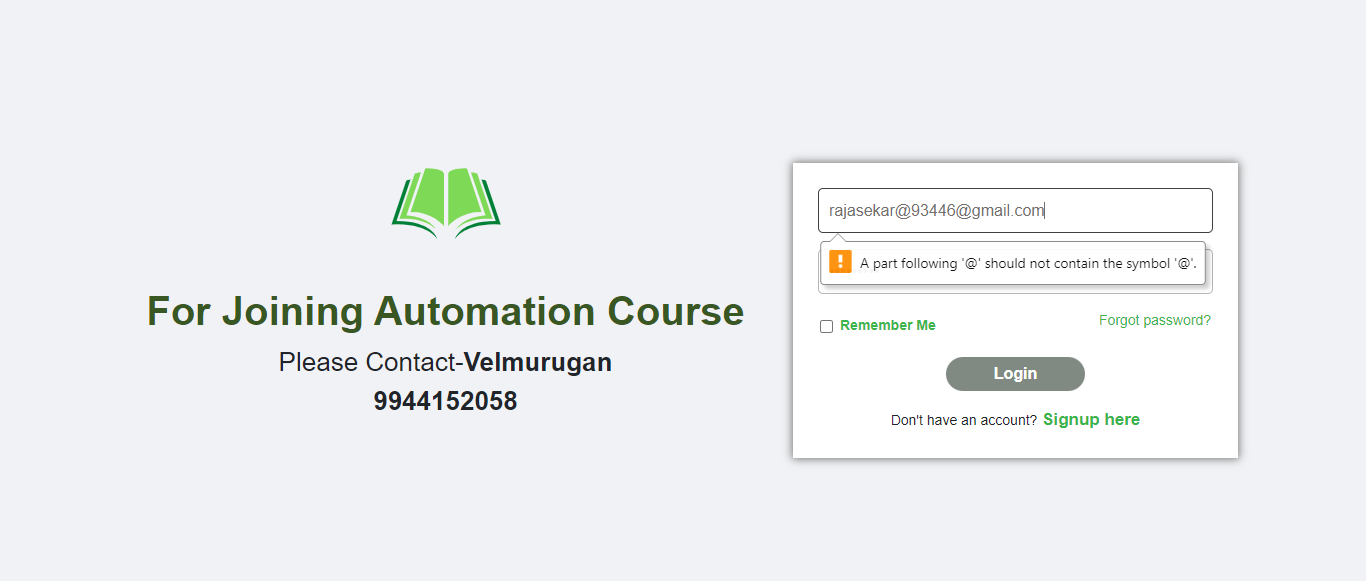 For Joining Automation Course
Please Contact-Velmurugan
9944152058
rajasekar@93446@gmail.com
! A part following '@' should not contain the symbol '@'.
Remember Me
Forgot password?
Login
Don't have an account? Signup here